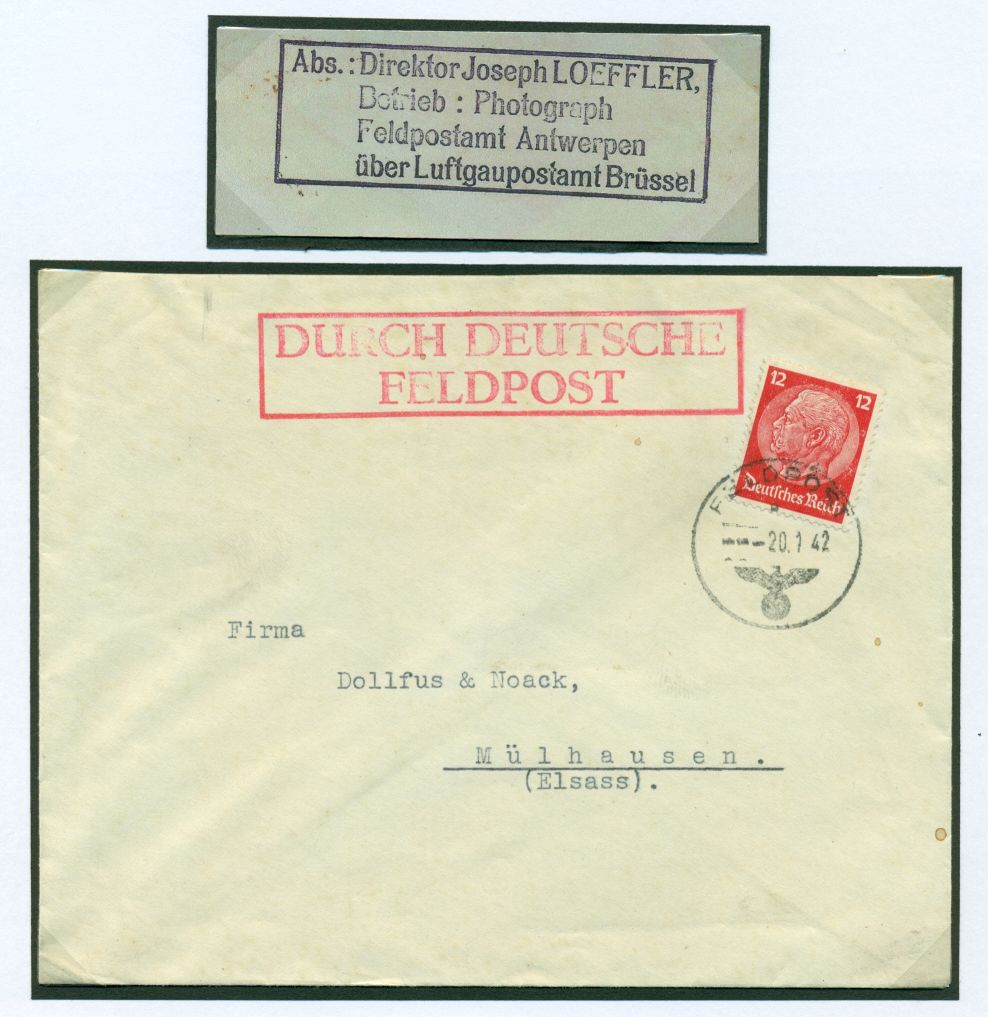 Abs.: Direktor Joseph LOEFFLER,
Betrieb : Photograph
Feldpostamt Antwerpen
über Luftgaupostamt Brüssel
DURCH DEUTSCHE
FELDPOST
12 12
Deutsches Reich
FELDPOST
-20.1 42
Firma
Dollfus & Noack,
Mülhausen.
(Elsass).